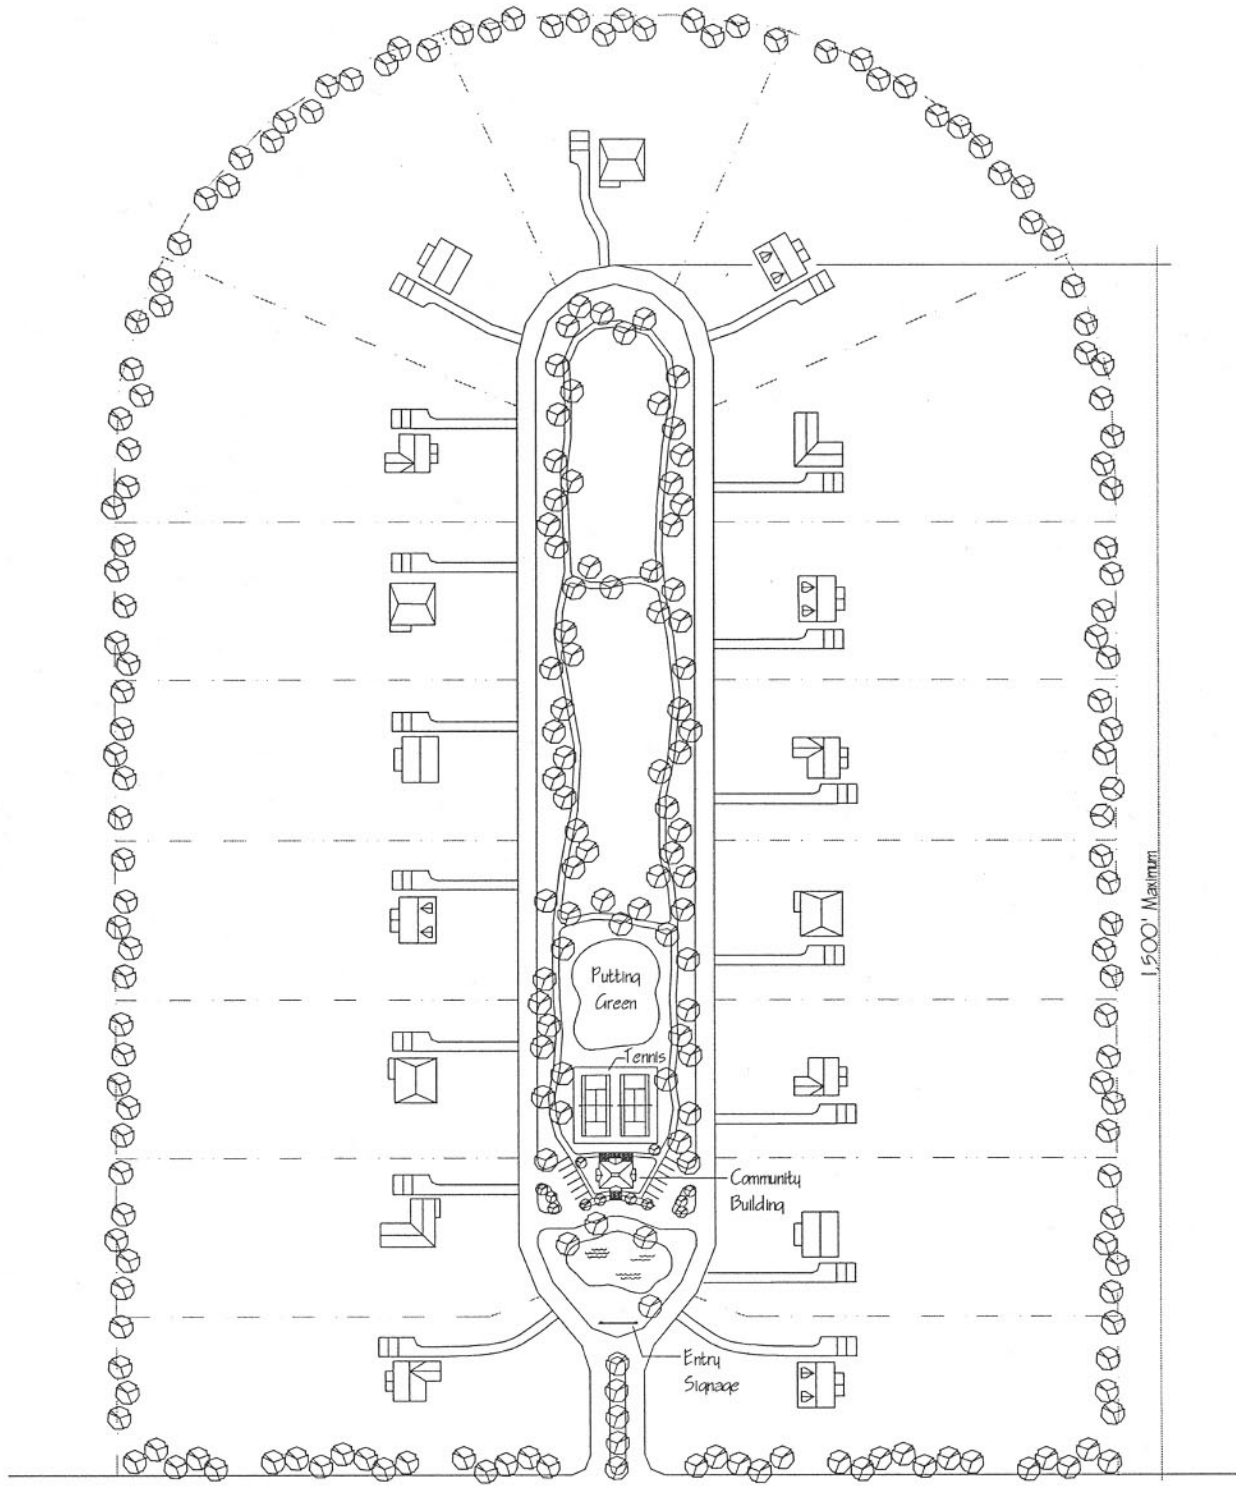 Putting
Green
Tennis
1,500' Maximum
Community
Building
Entry
Signage